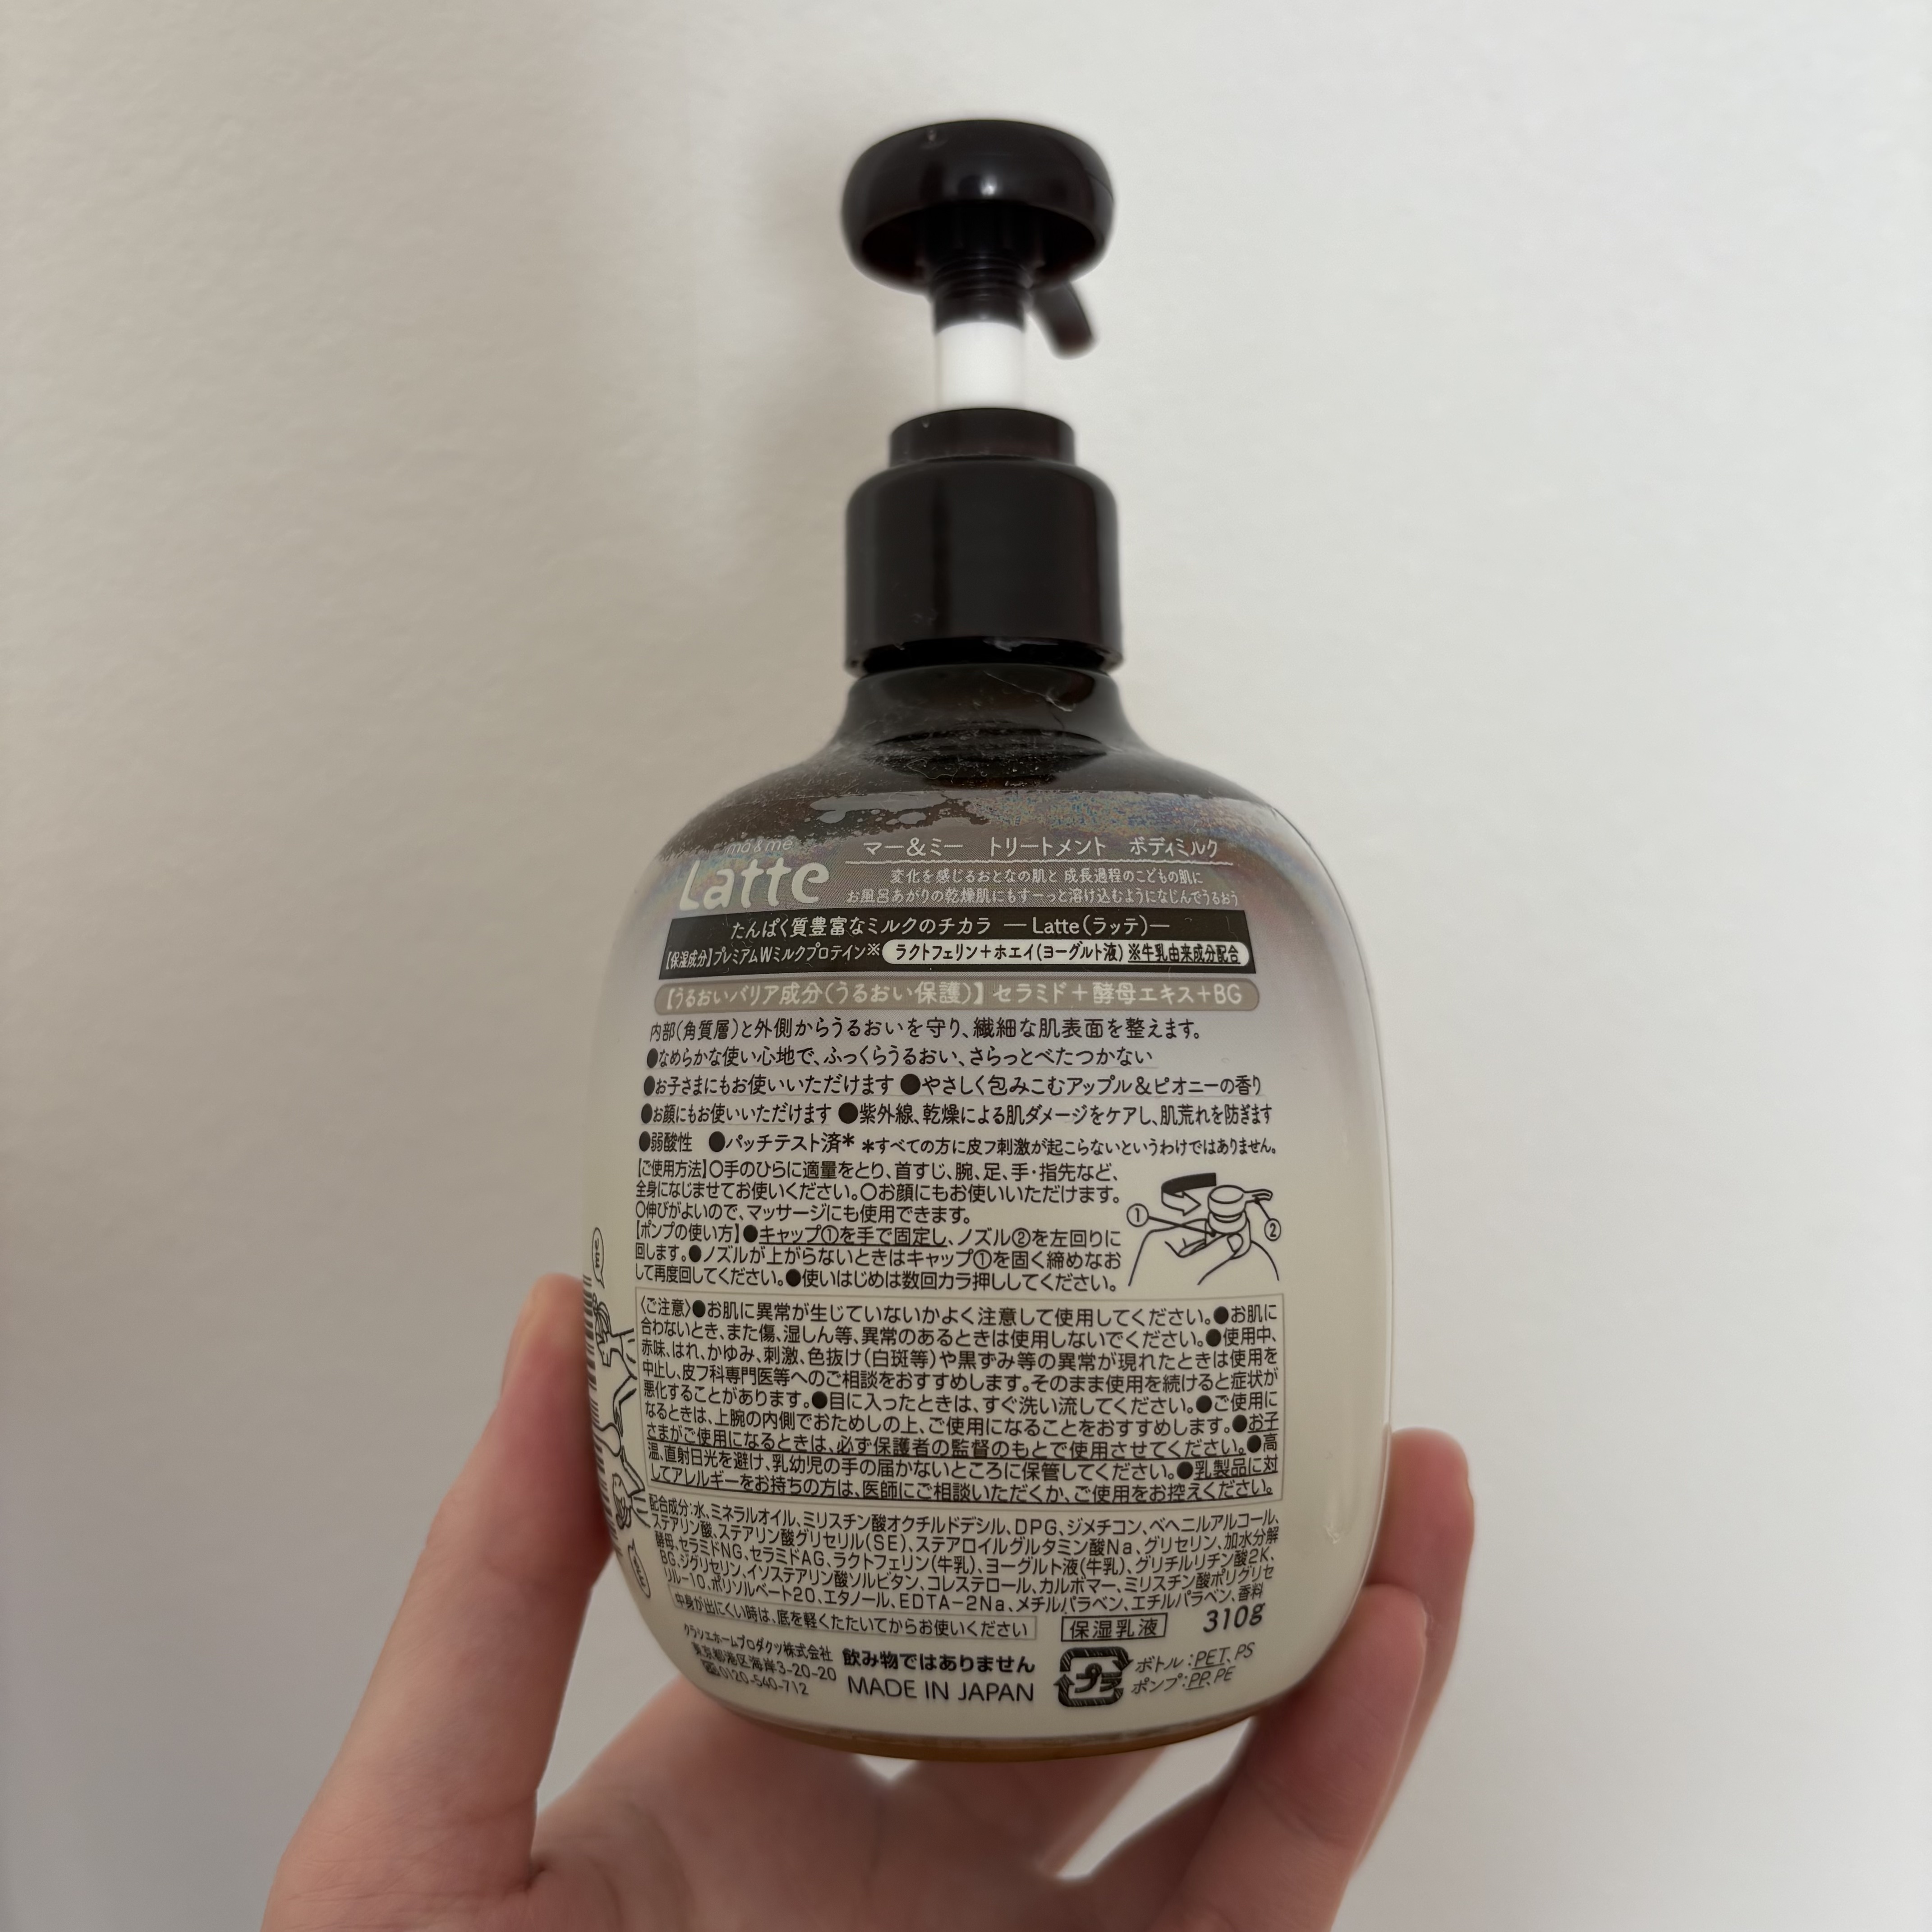 ma & me
Latte
マー&ミー トリートメント ボディミルク
変化を感じるおとなの肌と 成長過程のこどもの肌に
お風呂あがりの乾燥肌にもすーっと溶け込むようになじんでうるおう
たんぱく質豊富なミルクのチカラ ―Latte(ラッテ)―
【保湿成分】プレミアムWミルクプロテイン※ ラクトフェリン+ホエイ(ヨーグルト液) ※牛乳由来成分配合
【うるおいバリア成分(うるおい保護)】セラミド+酵母エキス+BG
内部(角質層)と外側からうるおいを守り、繊細な肌表面を整えます。
●なめらかな使い心地で、ふっくらうるおい、さらっとべたつかない
●お子さまにもお使いいただけます ●やさしく包みこむアップル&ピオニーの香り
●お顔にもお使いいただけます ●紫外線、乾燥による肌ダメージをケアし、肌荒れを防ぎます
●弱酸性 ●パッチテスト済* *すべての方に皮フ刺激が起こらないというわけではありません。
【ご使用方法】○手のひらに適量をとり、首すじ、腕、足、手・指先など、
全身になじませてお使いください。○お顔にもお使いいただけます。
○伸びがよいので、マッサージにも使用できます。
【ポンプの使い方】●キャップ①を手で固定し、ノズル②を左回りに
回します。●ノズルが上がらないときはキャップ①を固く締めなお
して再度回してください。●使いはじめは数回カラ押ししてください。
① ②
〈ご注意〉●お肌に異常が生じていないかよく注意して使用してください。●お肌に
合わないとき、また傷、湿しん等、異常のあるときは使用しないでください。●使用中、
赤味、はれ、かゆみ、刺激、色抜け(白斑等)や黒ずみ等の異常が現れたときは使用を
中止し、皮フ科専門医等へのご相談をおすすめします。そのまま使用を続けると症状が
悪化することがあります。●目に入ったときは、すぐ洗い流してください。●ご使用に
なるときは、上腕の内側でおためしの上、ご使用になることをおすすめします。●お子
さまがご使用になるときは、必ず保護者の監督のもとで使用させてください。●高
温、直射日光を避け、乳幼児の手の届かないところに保管してください。●乳製品に対
してアレルギーをお持ちの方は、医師にご相談いただくか、ご使用をお控えください。
配合成分:水、ミネラルオイル、ミリスチン酸オクチルドデシル、DPG、ジメチコン、ベヘニルアルコール、
ステアリン酸、ステアリン酸グリセリル(SE)、ステアロイルグルタミン酸Na、グリセリン、加水分解
酵母、セラミドNG、セラミドAG、ラクトフェリン(牛乳)、ヨーグルト液(牛乳)、グリチルリチン酸2K、
BG、ジグリセリン、イソステアリン酸ソルビタン、コレステロール、カルボマー、ミリスチン酸ポリグリセ
リル-10、ポリソルベート20、エタノール、EDTA-2Na、メチルパラベン、エチルパラベン、香料
中身が出にくい時は、底を軽くたたいてからお使いください
保湿乳液 310g
クラシエホームプロダクツ株式会社
東京都港区海岸3-20-20
0120-540-712
飲み物ではありません
MADE IN JAPAN
プラ
ボトル:PET、PS
ポンプ:PP、PE
me